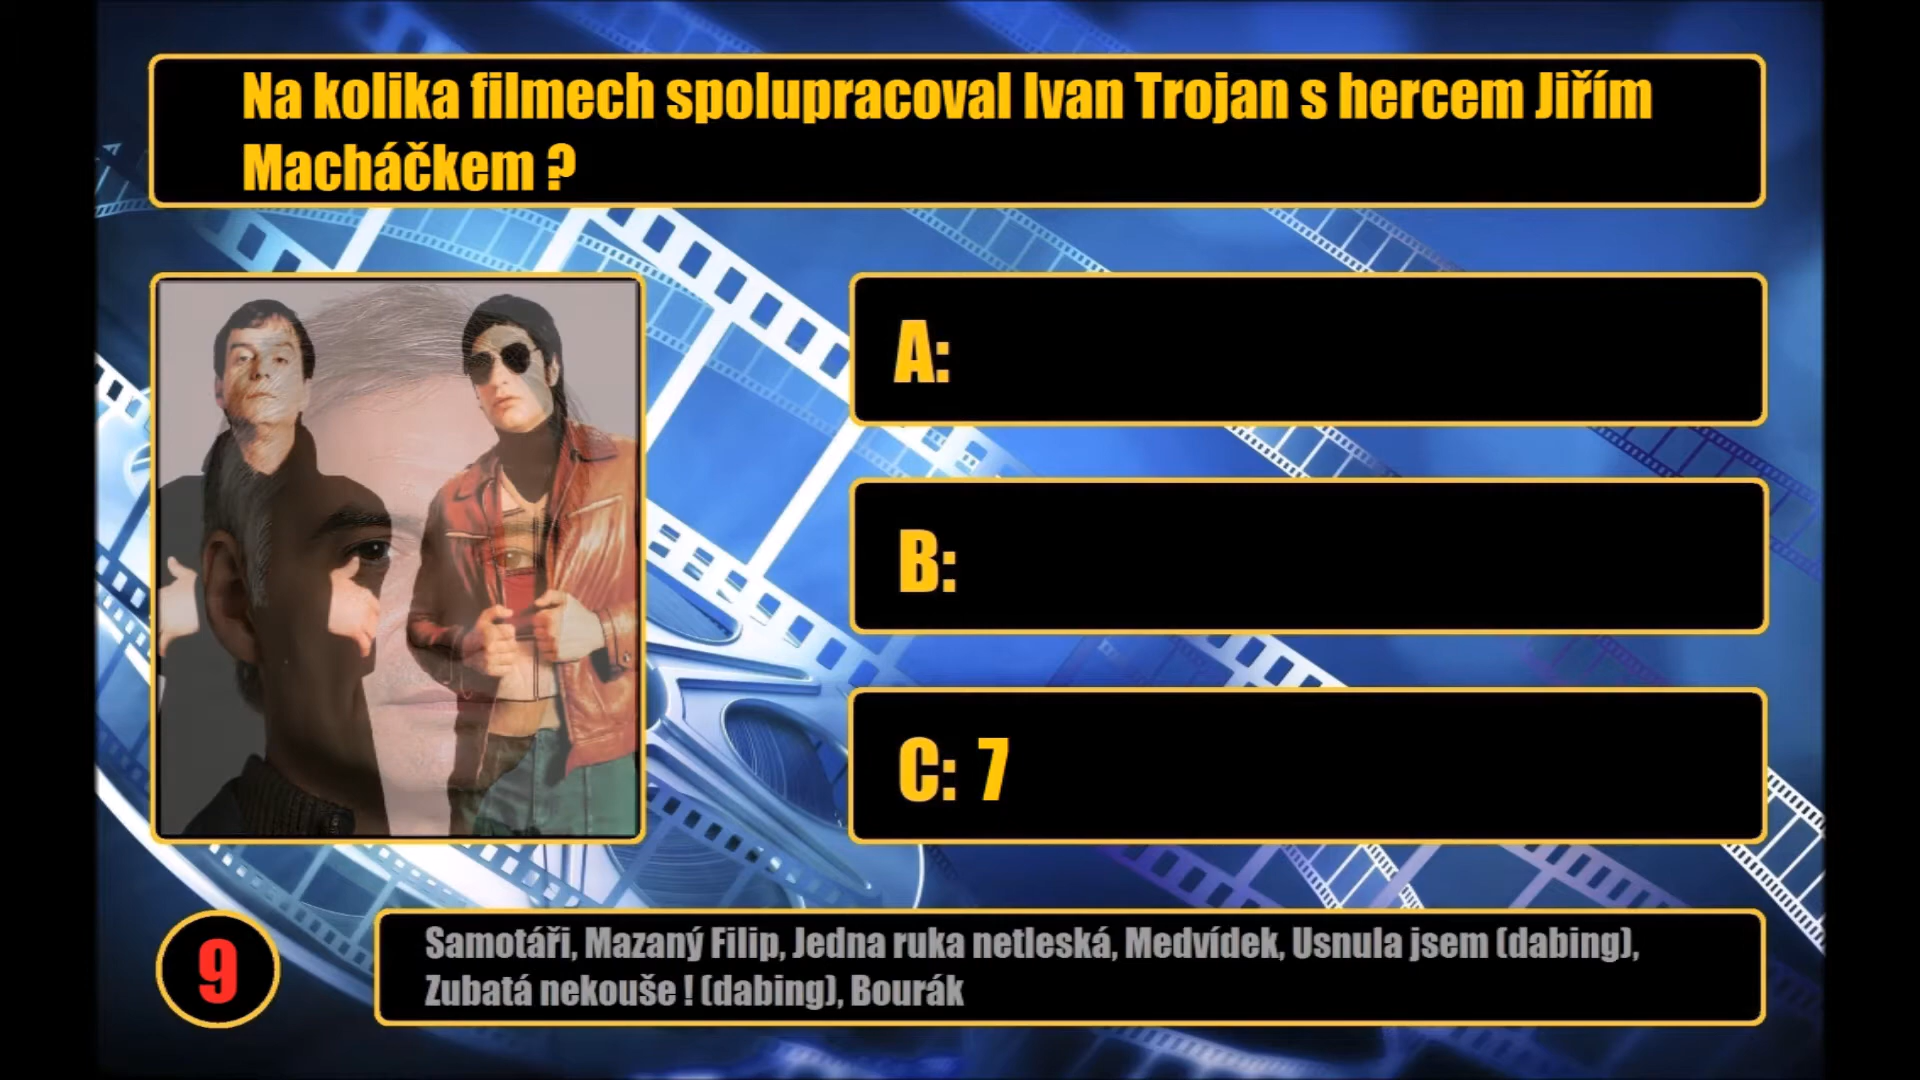 Na kolika filmech spolupracoval Ivan Trojan s hercem Jiřím
Macháčkem ?
A:
B:
C: 7
9
Samotáři, Mazaný Filip, Jedna ruka netleská, Medvídek, Usnula jsem (dabing),
Zubatá nekouše ! (dabing), Bourák